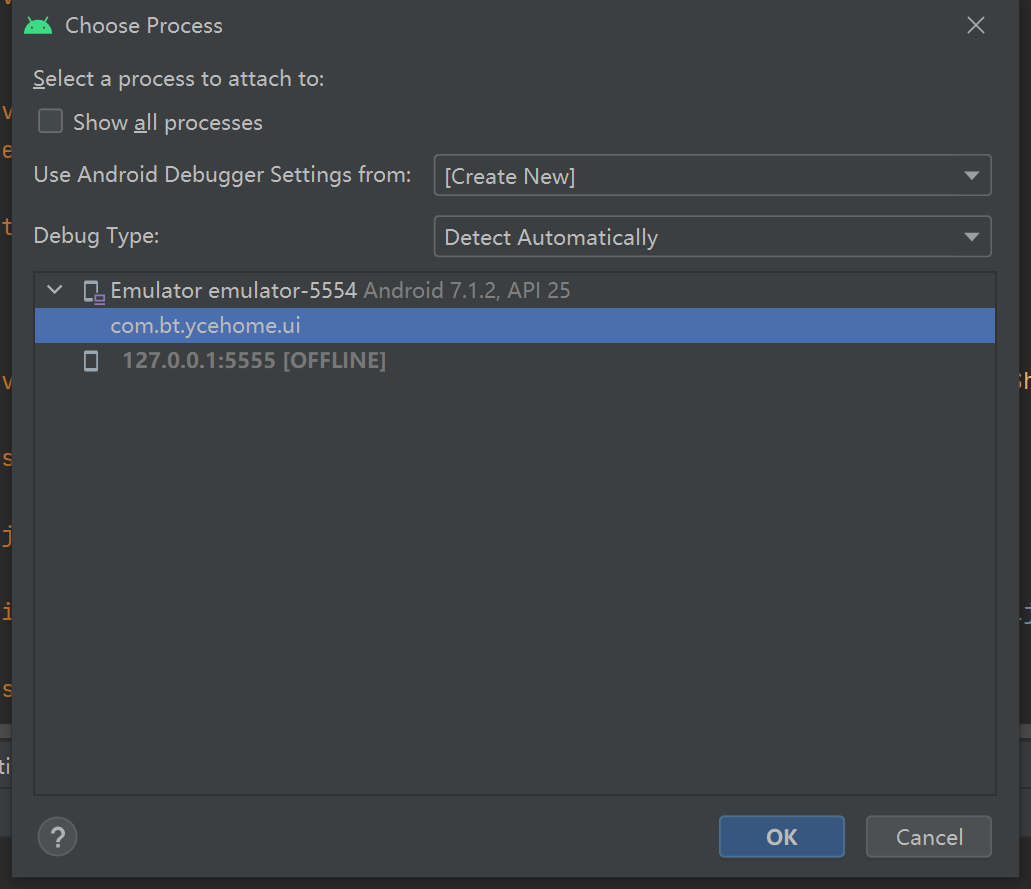 Choose Process
Select a process to attach to:
Show all processes
Use Android Debugger Settings from: [Create New]
Debug Type: Detect Automatically
Emulator emulator-5554 Android 7.1.2, API 25
com.bt.ycehome.ui
127.0.0.1:5555 [OFFLINE]
? OK Cancel